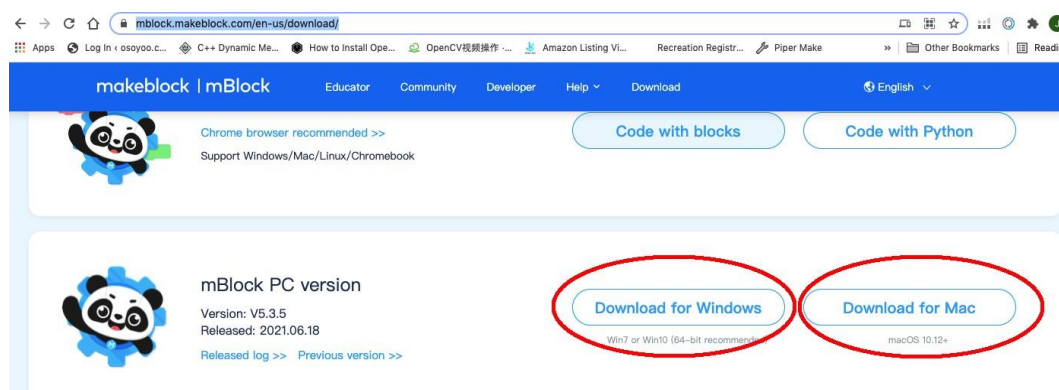 mblock.makeblock.com/en-us/download/
Apps Log In ‹ osoyoo.c... C++ Dynamic Me... How to Install Ope... OpenCV视频操作 -... Amazon Listing Vi... Recreation Registr... Piper Make » Other Bookmarks Readi
makeblock | mBlock Educator Community Developer Help Download English
Chrome browser recommended >>
Support Windows/Mac/Linux/Chromebook
Code with blocks Code with Python
mBlock PC version
Version: V5.3.5
Released: 2021.06.18
Released log >> Previous version >>
Download for Windows Download for Mac
Win7 or Win10 (64-bit recommende macOS 10.12+